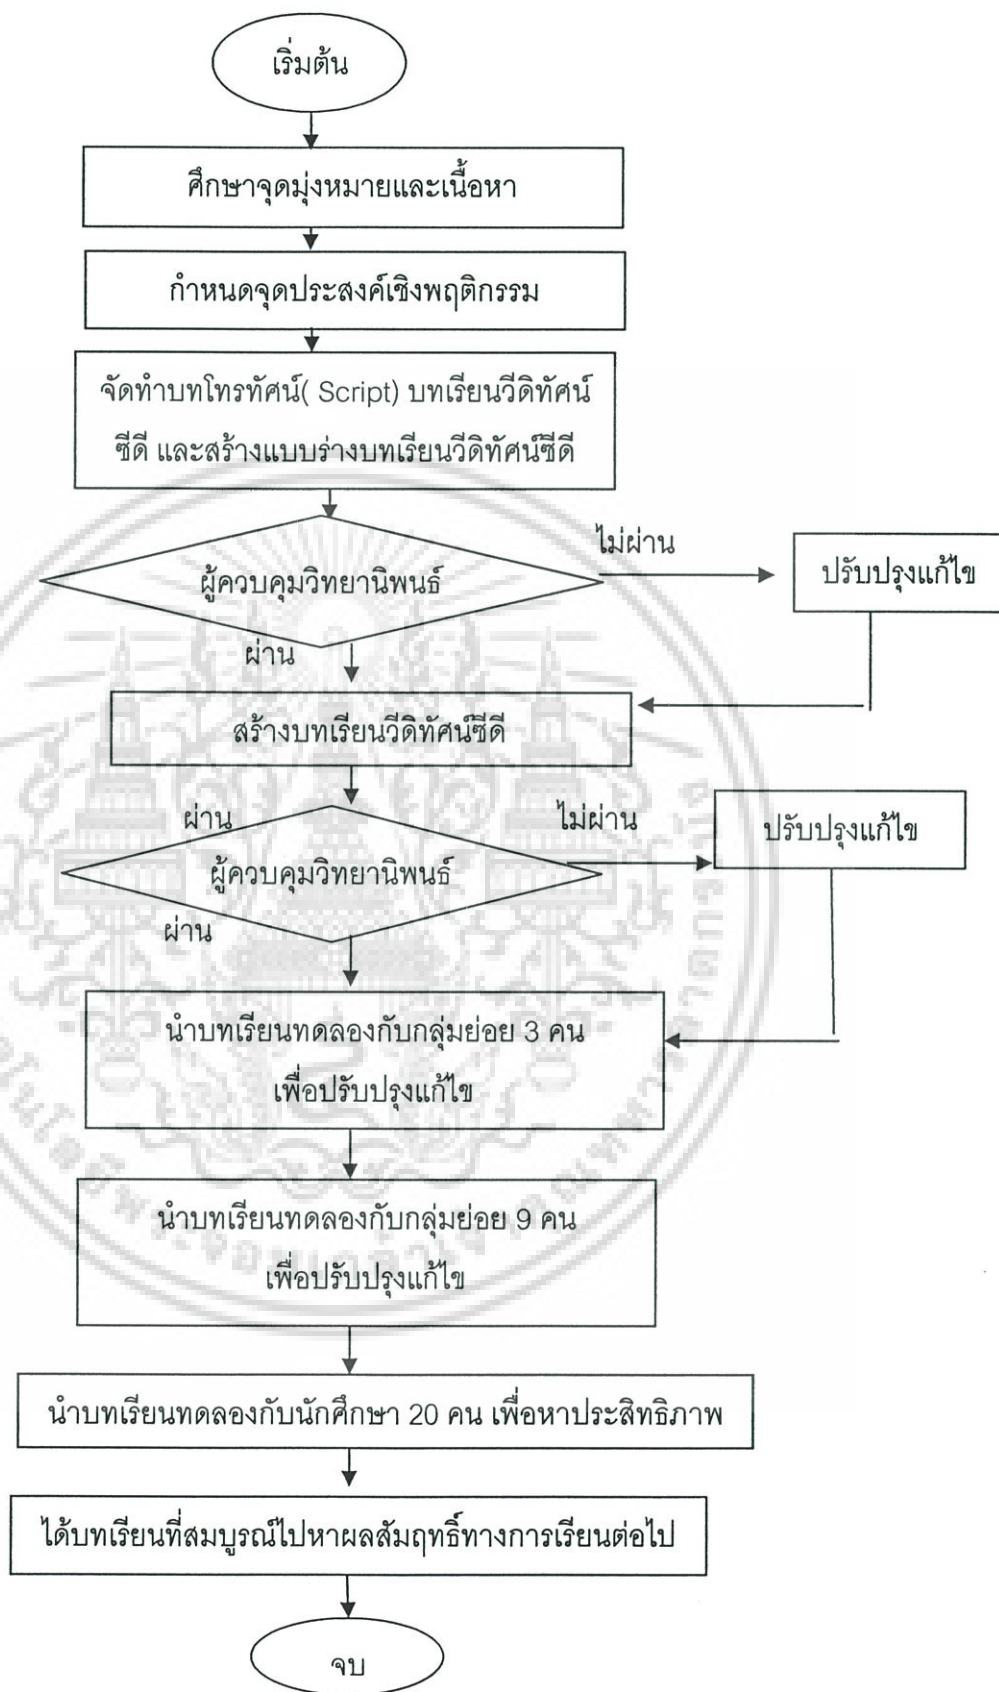 เริ่มต้น
ศึกษาจุดมุ่งหมายและเนื้อหา
กำหนดจุดประสงค์เชิงพฤติกรรม
จัดทำบทโทรทัศน์( Script) บทเรียนวีดิทัศน์
ซีดี และสร้างแบบร่างบทเรียนวีดิทัศน์ซีดี
ไม่ผ่าน
ผู้ควบคุมวิทยานิพนธ์
ปรับปรุงแก้ไข
ผ่าน
สร้างบทเรียนวีดิทัศน์ซีดี
ผ่าน
ไม่ผ่าน
ปรับปรุงแก้ไข
ผู้ควบคุมวิทยานิพนธ์
ผ่าน
นำบทเรียนทดลองกับกลุ่มย่อย 3 คน
เพื่อปรับปรุงแก้ไข
นำบทเรียนทดลองกับกลุ่มย่อย 9 คน
เพื่อปรับปรุงแก้ไข
นำบทเรียนทดลองกับนักศึกษา 20 คน เพื่อหาประสิทธิภาพ
ได้บทเรียนที่สมบูรณ์ไปหาผลสัมฤทธิ์ทางการเรียนต่อไป
จบ